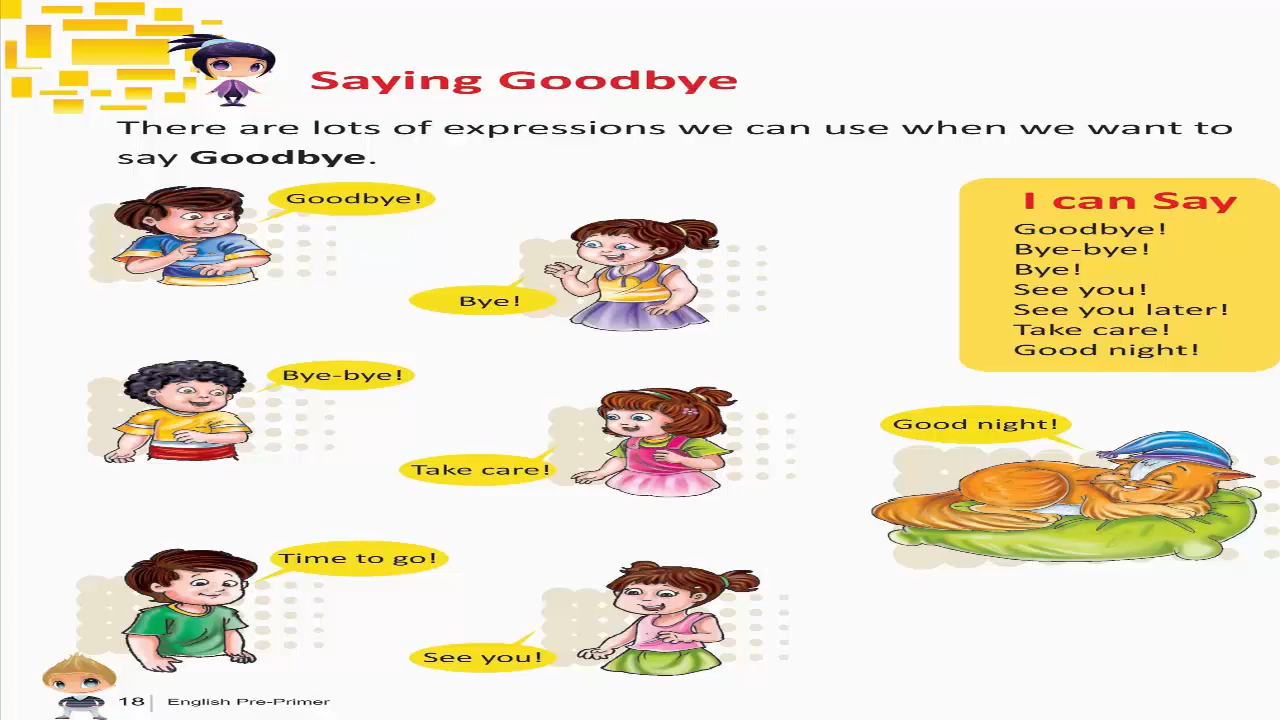 Saying Goodbye
There are lots of expressions we can use when we want to
say Goodbye.
Goodbye!
Bye!
Bye-bye!
Take care!
Time to go!
See you!
I can Say
Goodbye!
Bye-bye!
Bye!
See you!
See you later!
Take care!
Good night!
Good night!
18 English Pre-Primer